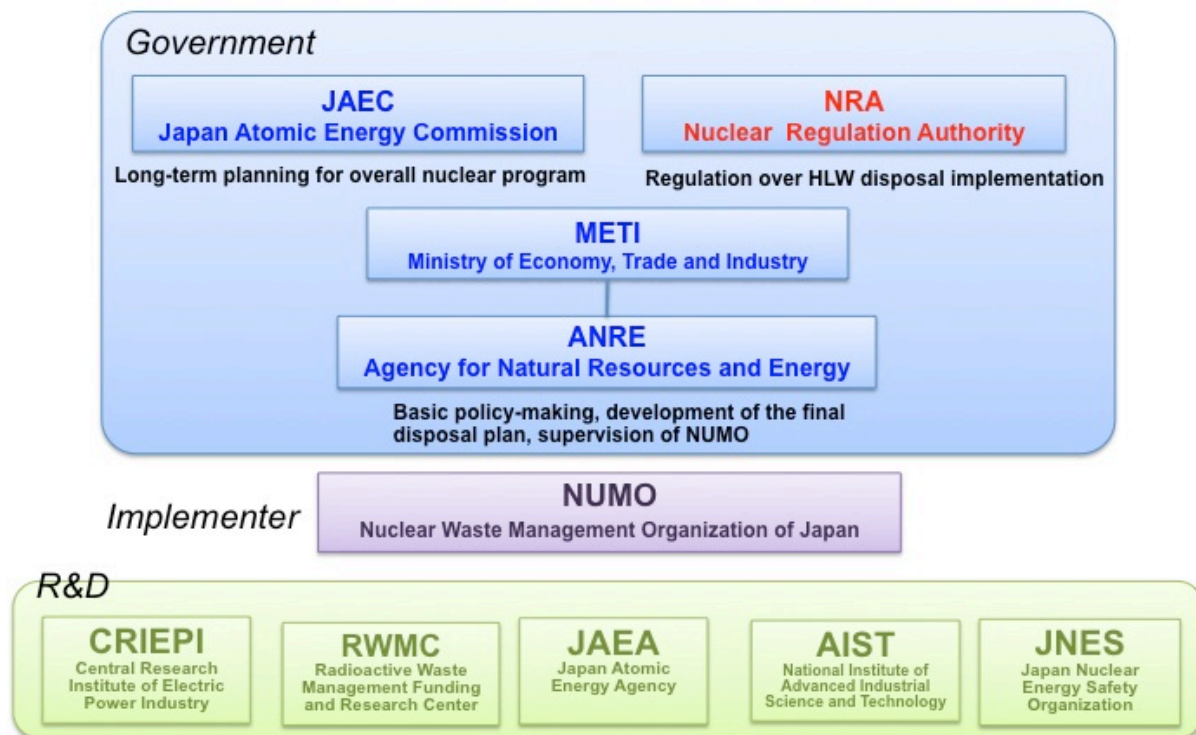 Government
JAEC
Japan Atomic Energy Commission
Long-term planning for overall nuclear program
NRA
Nuclear Regulation Authority
Regulation over HLW disposal implementation
METI
Ministry of Economy, Trade and Industry
ANRE
Agency for Natural Resources and Energy
Basic policy-making, development of the final
disposal plan, supervision of NUMO
Implementer
NUMO
Nuclear Waste Management Organization of Japan
R&D
CRIEPI
Central Research
Institute of Electric
Power Industry
RWMC
Radioactive Waste
Management Funding
and Research Center
JAEA
Japan Atomic
Energy Agency
AIST
National Institute of
Advanced Industrial
Science and Technology
JNES
Japan Nuclear
Energy Safety
Organization